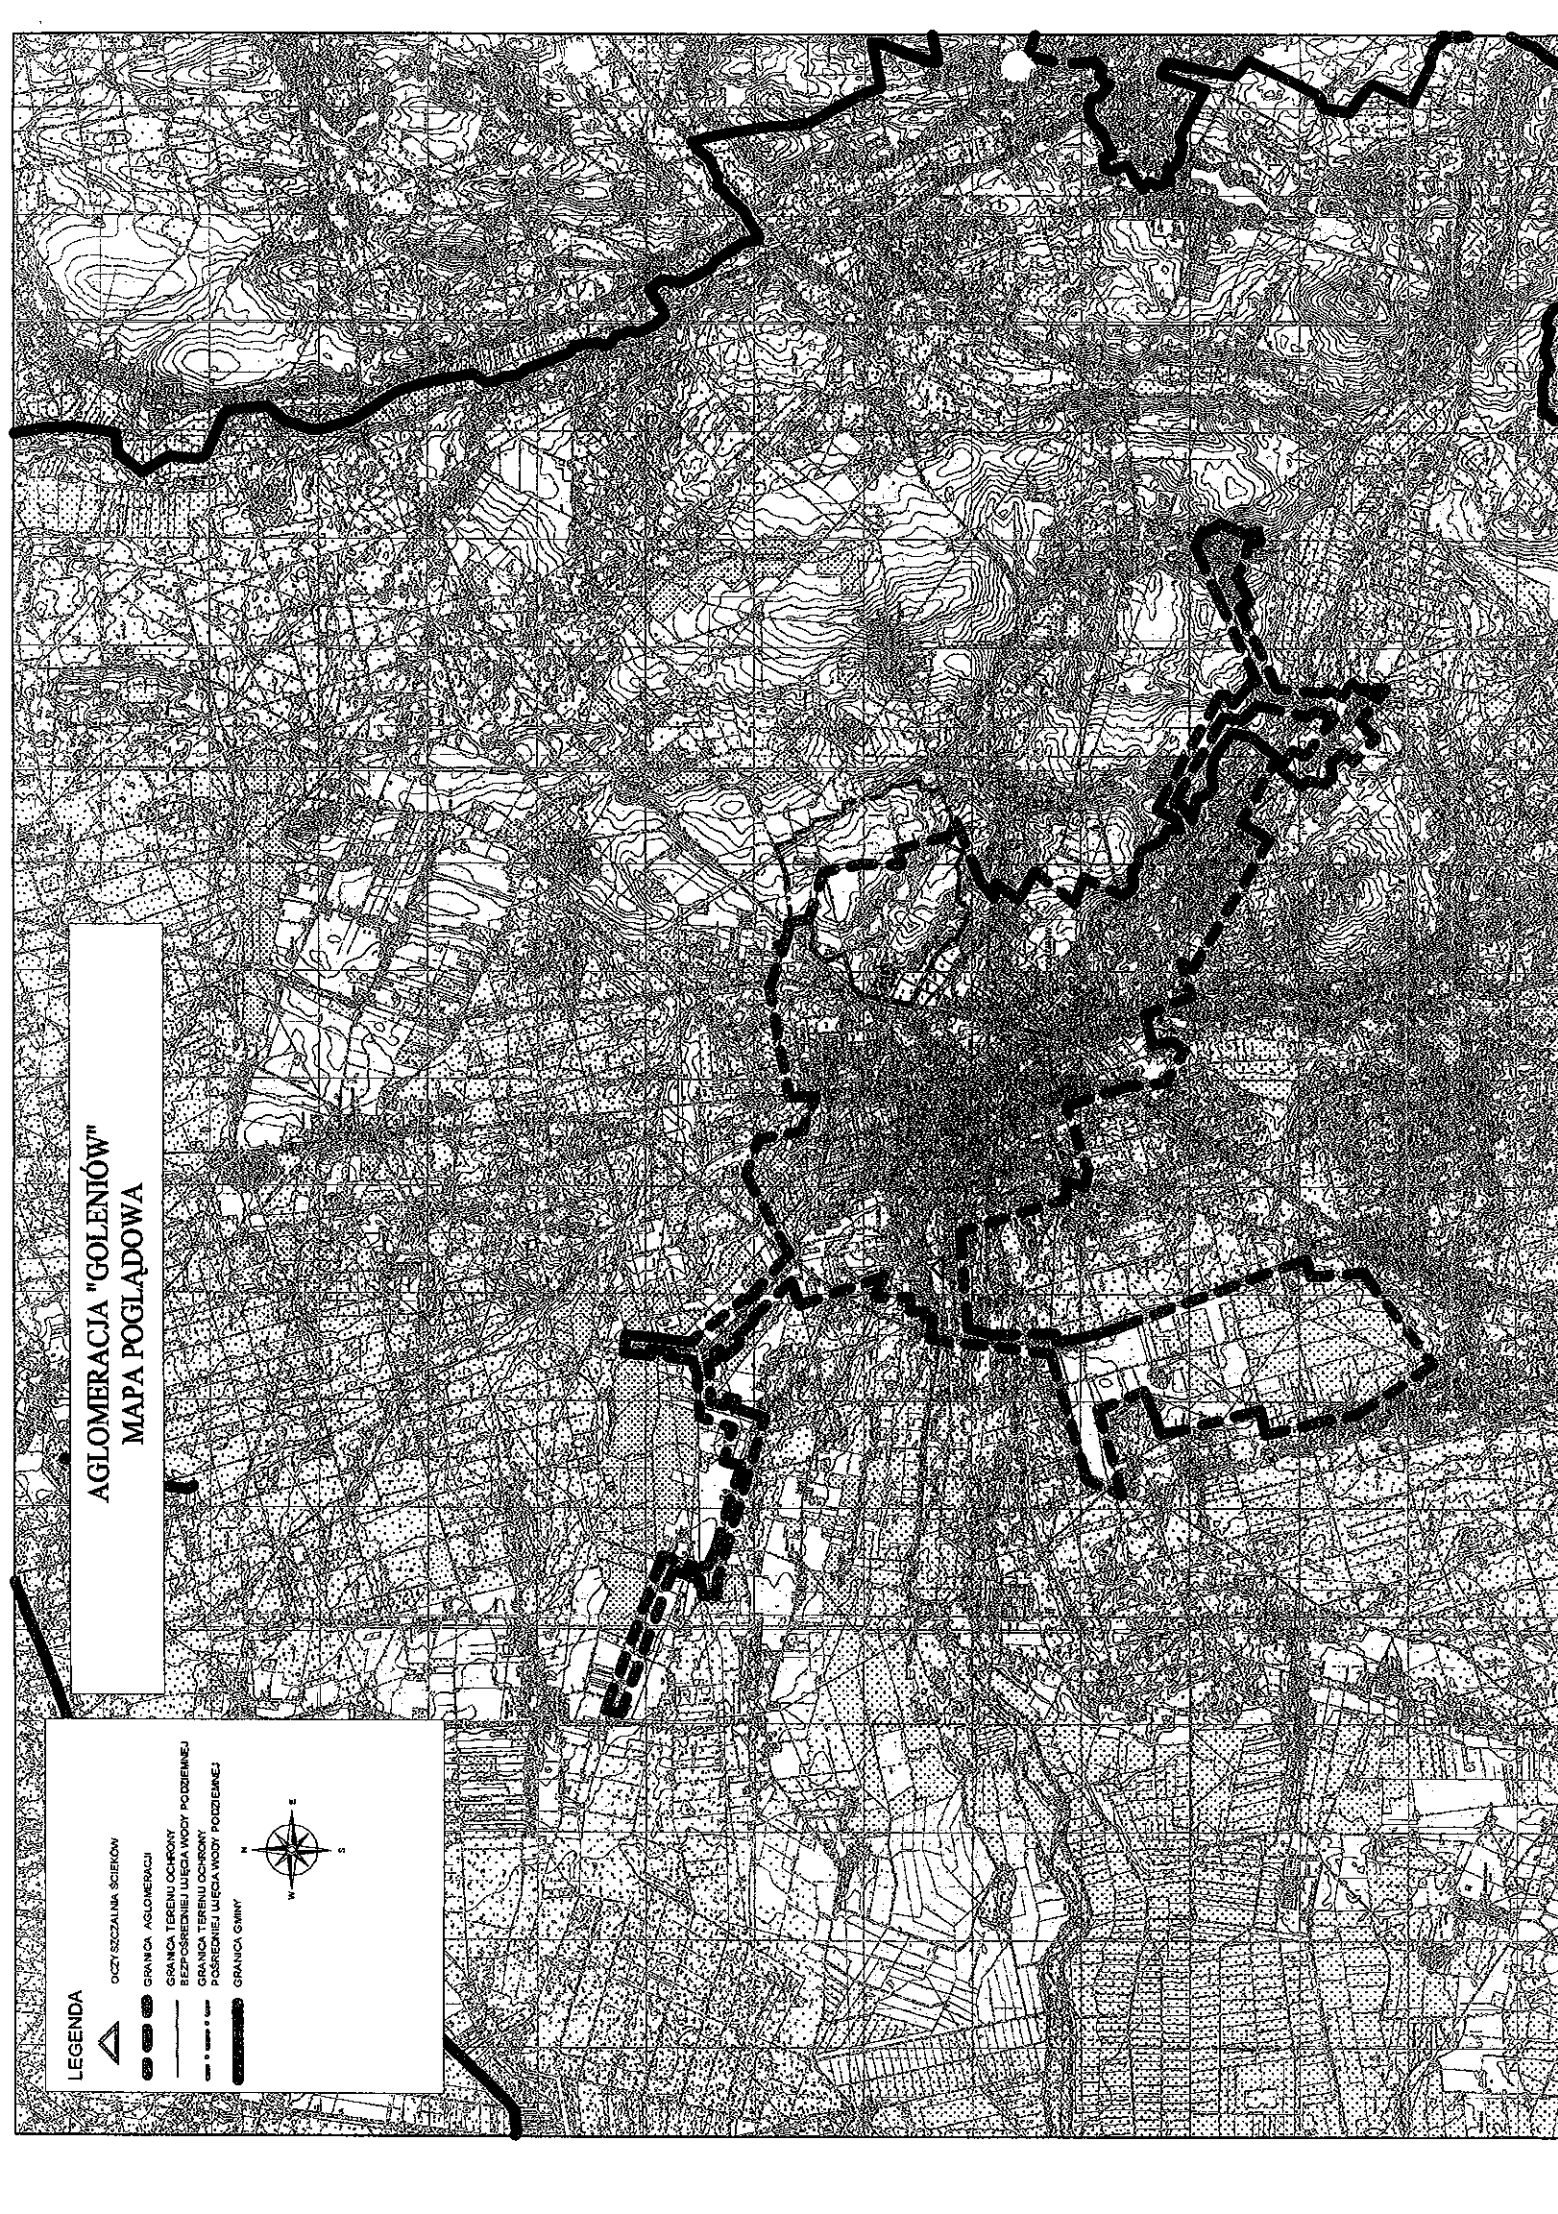 AGLOMERACJA "GOLENIÓW"
MAPA POGLĄDOWA
LEGENDA
OCZYSZCZALNIA ŚCIEKÓW
GRANICA AGLOMERACJI
GRANICA TERENU OCHRONY
BEZPOŚREDNIEJ UJĘCIA WODY PODZIEMNEJ
GRANICA TERENU OCHRONY
POŚREDNIEJ UJĘCIA WODY PODZIEMNEJ
GRANICA GMINY
N
W
E
S